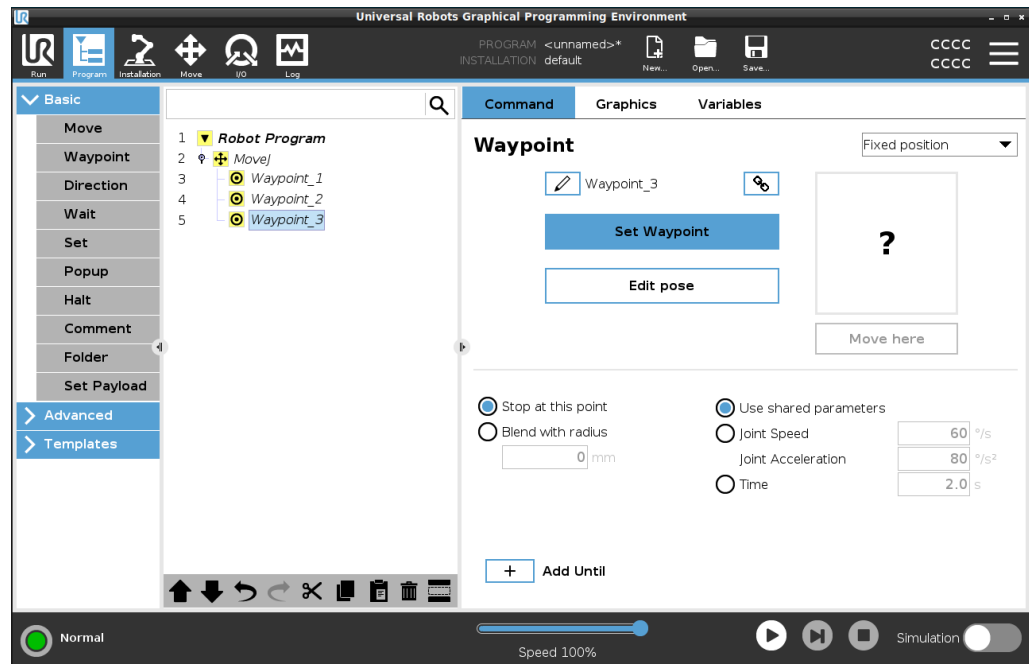 Universal Robots Graphical Programming Environment
UR
Run
Program
Installation
Move
I/O
Log
PROGRAM <unnamed>*
INSTALLATION default
New...
Open...
Save...
CCCC
CCCC
Basic
Move
Waypoint
Direction
Wait
Set
Popup
Halt
Comment
Folder
Set Payload
Advanced
Templates
1 Robot Program
2 MoveJ
3 Waypoint_1
4 Waypoint_2
5 Waypoint_3
Command Graphics Variables
Waypoint
Fixed position
Waypoint_3
Set Waypoint
?
Edit pose
Move here
Stop at this point
Blend with radius
0 mm
Use shared parameters
Joint Speed 60 °/s
Joint Acceleration 80 °/s²
Time 2.0 s
+ Add Until
Normal
Speed 100%
Simulation